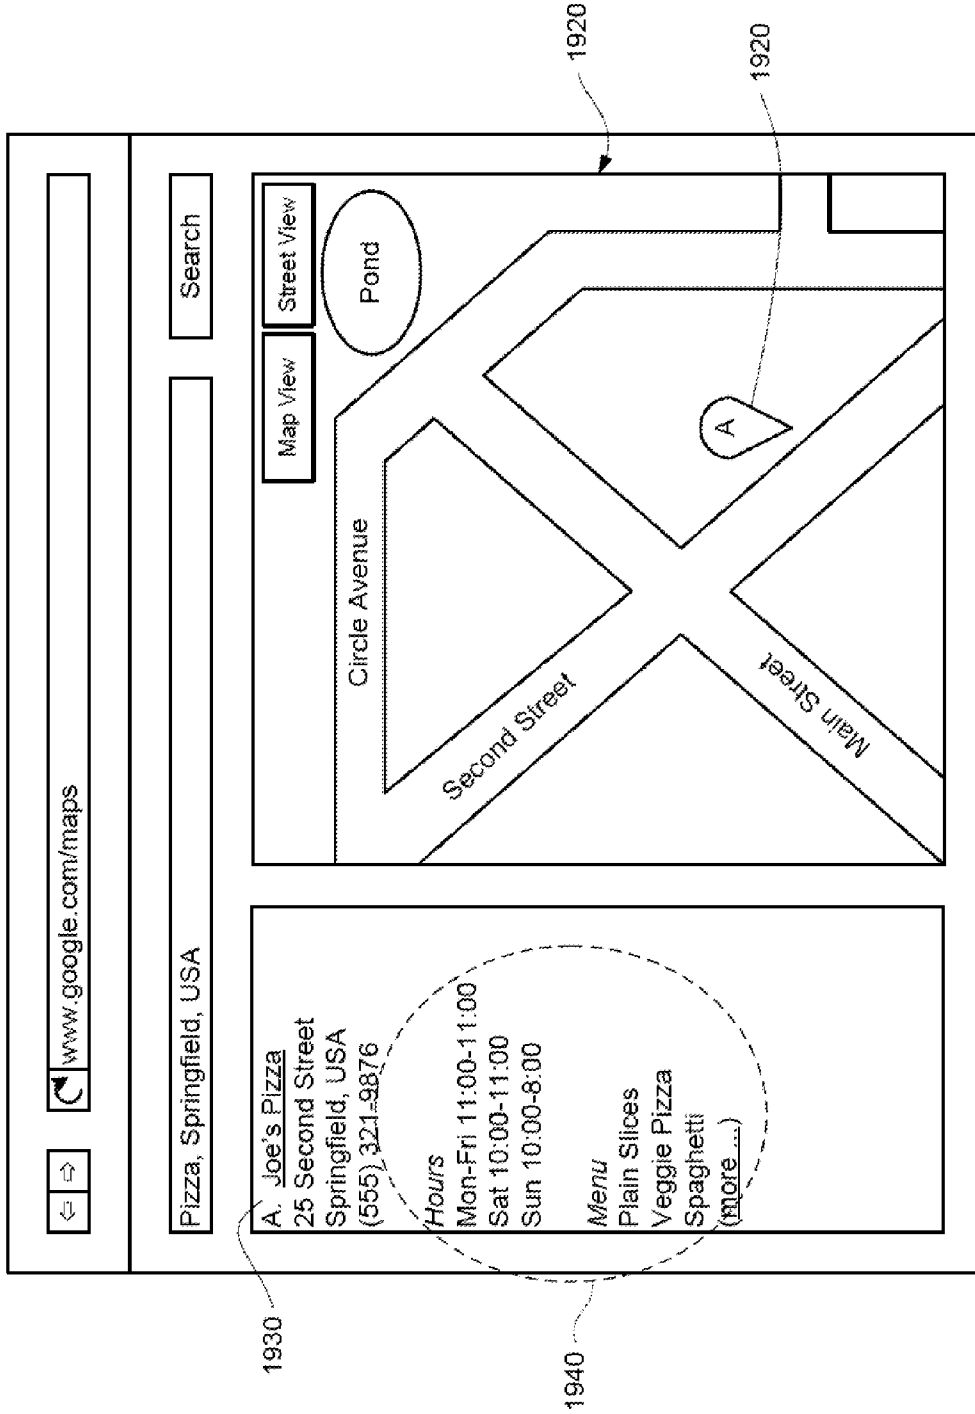 www.google.com/maps
Pizza, Springfield, USA
Search
A. Joe's Pizza
25 Second Street
Springfield, USA
(555) 321-9876
Hours
Mon-Fri 11:00-11:00
Sat 10:00-11:00
Sun 10:00-8:00
Menu
Plain Slices
Veggie Pizza
Spaghetti
(more ...)
Map View
Street View
Pond
Circle Avenue
Second Street
Main Street
A
1920
1920
1930
1940